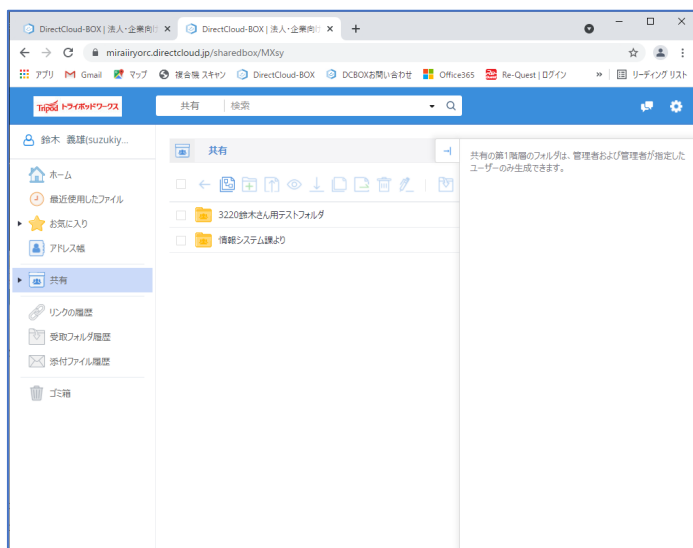 DirectCloud-BOX | 法人・企業向け
DirectCloud-BOX | 法人・企業向け
miraiiryorc.directcloud.jp/sharedbox/MXsy
アプリ Gmail マップ 複合機 スキャン DirectCloud-BOX DCBOXお問い合わせ Office365 Re-Quest | ログイン » リーディング リスト
Tripod トライポッドワークス
共有 検索
鈴木 義雄(suzukiy...
ホーム
最近使用したファイル
お気に入り
アドレス帳
共有
リンクの履歴
受取フォルダ履歴
添付ファイル履歴
ゴミ箱
共有
3220鈴木さん用テストフォルダ
情報システム課より
共有の第1階層のフォルダは、管理者および管理者が指定した
ユーザーのみ生成できます。